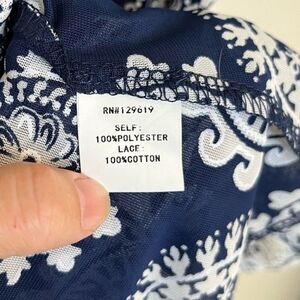 RN#129619
SELF:
100%POLYESTER
LACE:
100%COTTON